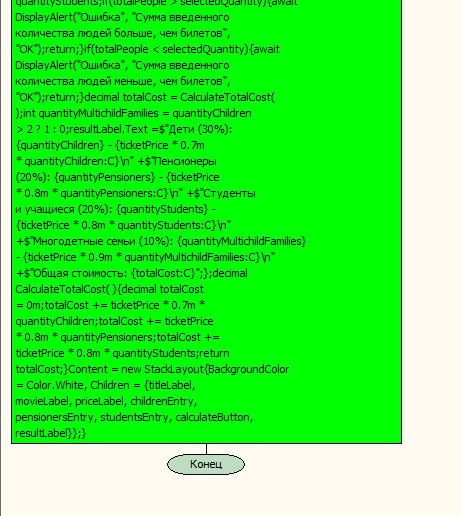 quantityStudents;if(totalPeople > selectedQuantity){await
DisplayAlert("Ошибка", "Сумма введенного
количества людей больше, чем билетов",
"OK");return;}if(totalPeople < selectedQuantity){await
DisplayAlert("Ошибка", "Сумма введенного
количества людей меньше, чем билетов",
"OK");return;}decimal totalCost = CalculateTotalCost(
);int quantityMultichildFamilies = quantityChildren
> 2 ? 1 : 0;resultLabel.Text =$"Дети (30%):
{quantityChildren} - {ticketPrice * 0.7m
* quantityChildren:C}\n" +$"Пенсионеры
(20%): {quantityPensioners} - {ticketPrice
* 0.8m * quantityPensioners:C}\n" +$"Студенты
и учащиеся (20%): {quantityStudents} -
{ticketPrice * 0.8m * quantityStudents:C}\n"
+$"Многодетные семьи (10%): {quantityMultichildFamilies}
- {ticketPrice * 0.9m * quantityMultichildFamilies:C}\n"
+$"Общая стоимость: {totalCost:C}";};decimal
CalculateTotalCost(){decimal totalCost
= 0m;totalCost += ticketPrice * 0.7m *
quantityChildren;totalCost += ticketPrice
* 0.8m * quantityPensioners;totalCost +=
ticketPrice * 0.8m * quantityStudents;return
totalCost;}Content = new StackLayout{BackgroundColor
= Color.White, Children = {titleLabel,
movieLabel, priceLabel, childrenEntry,
pensionersEntry, studentsEntry, calculateButton,
resultLabel}};}
Конец